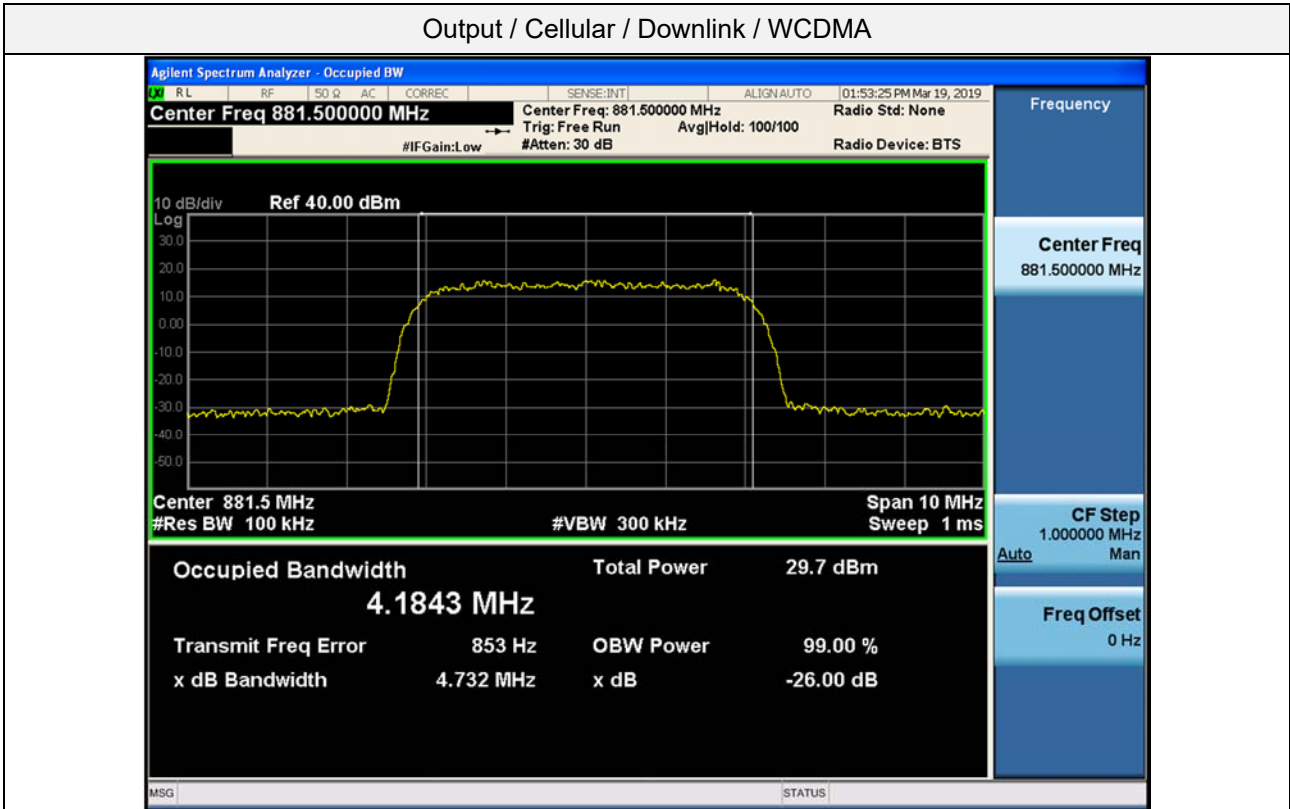 Output / Cellular / Downlink / WCDMA
Agilent Spectrum Analyzer - Occupied BW
LXI RL RF 50 Ω AC CORREC SENSE:INT ALIGN AUTO 01:53:25 PM Mar 19, 2019
Center Freq 881.500000 MHz Center Freq: 881.500000 MHz Radio Std: None
Trig: Free Run Avg|Hold: 100/100
#IFGain:Low #Atten: 30 dB Radio Device: BTS
Frequency
10 dB/div Ref 40.00 dBm
Log
30.0
20.0
10.0
0.00
-10.0
-20.0
-30.0
-40.0
-50.0
Center 881.5 MHz Span 10 MHz
#Res BW 100 kHz #VBW 300 kHz Sweep 1 ms
Occupied Bandwidth Total Power 29.7 dBm
4.1843 MHz
Transmit Freq Error 853 Hz OBW Power 99.00 %
x dB Bandwidth 4.732 MHz x dB -26.00 dB
Center Freq
881.500000 MHz
CF Step
1.000000 MHz
Auto Man
Freq Offset
0 Hz
MSG STATUS